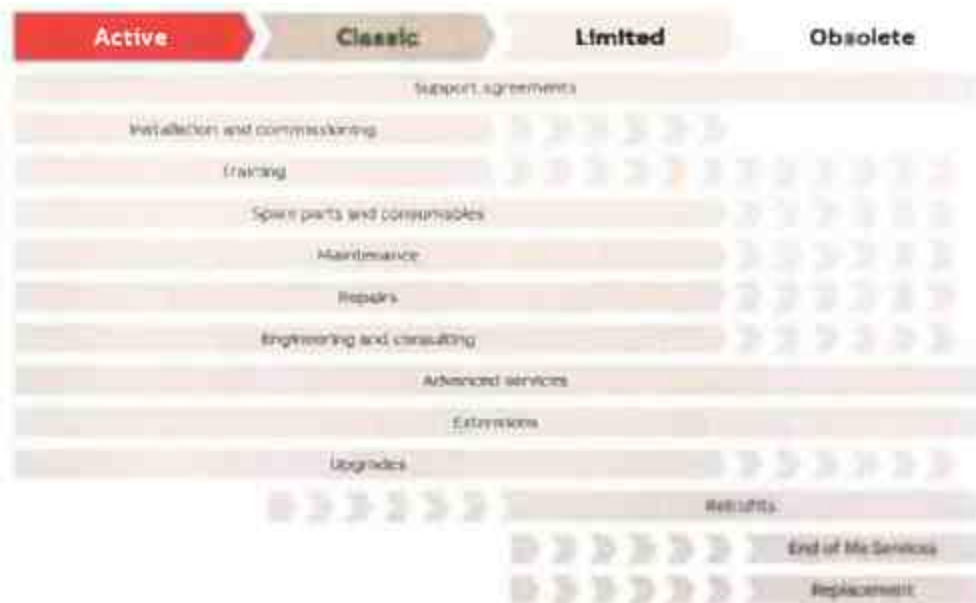 Active Classic Limited Obsolete
Support agreements
Installation and commissioning
Training
Spare parts and consumables
Maintenance
Repairs
Engineering and consulting
Advanced services
Extensions
Upgrades
Retrofits
End of life Services
Replacement